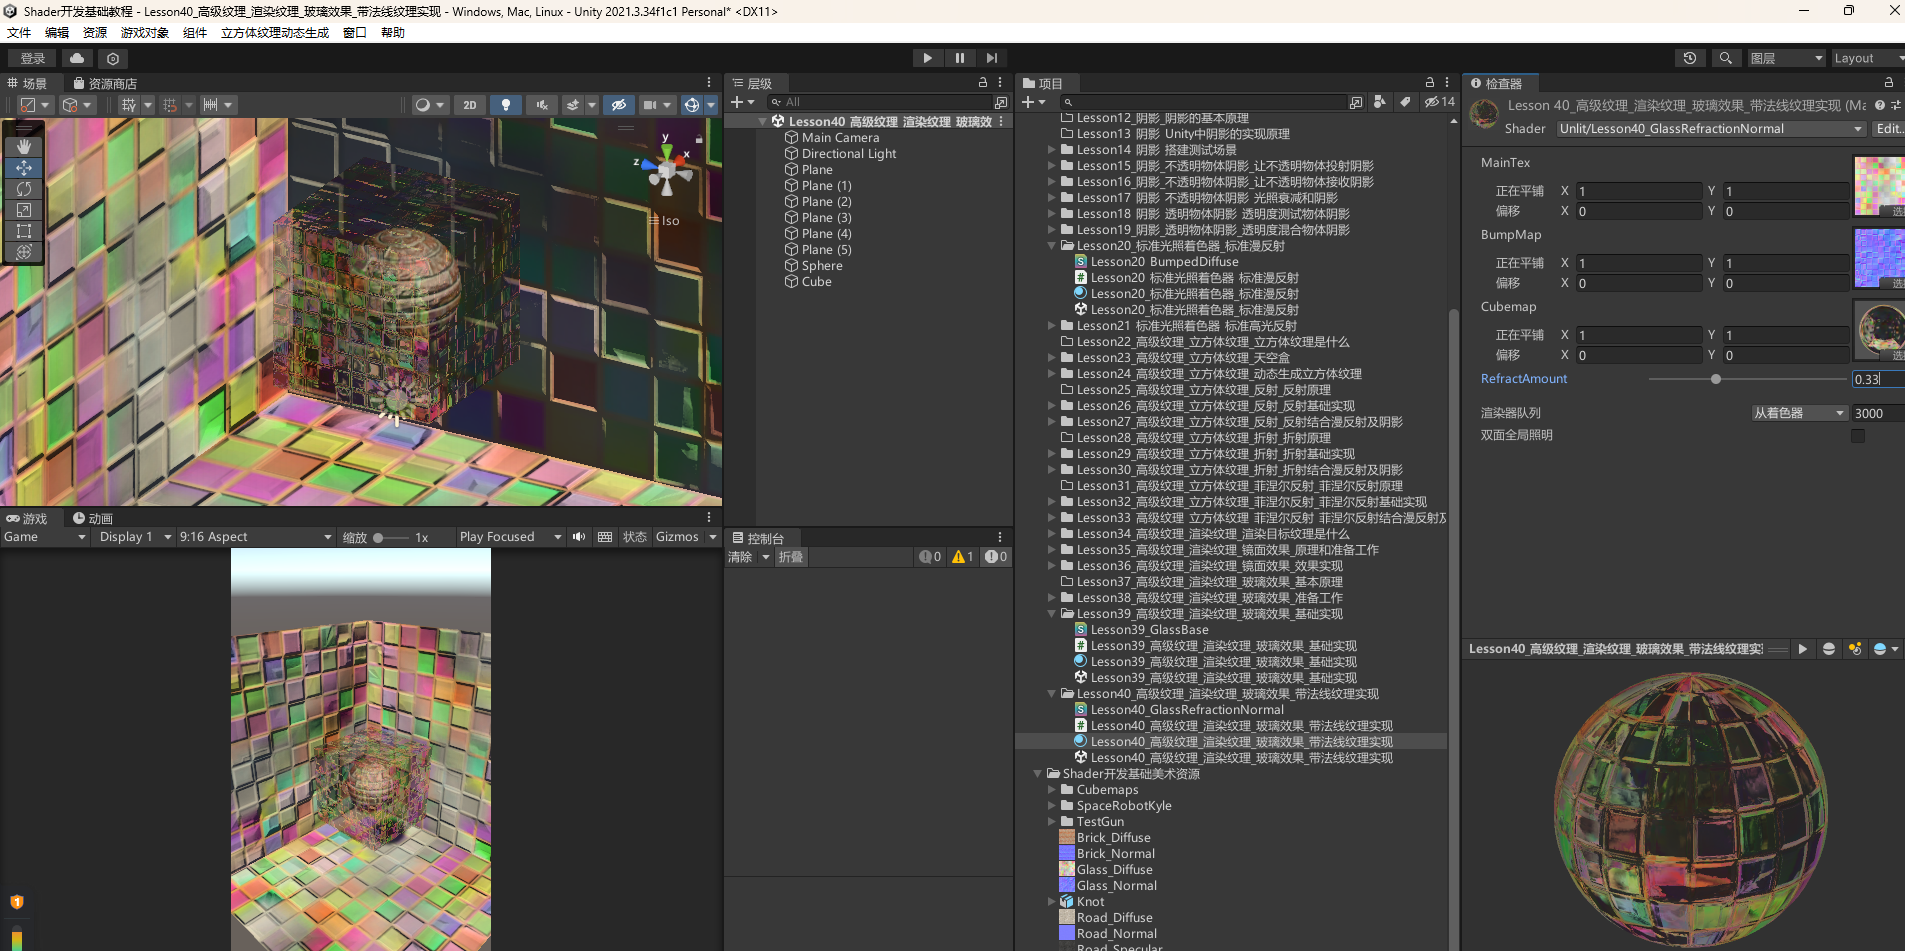 Shader开发基础教程 - Lesson40_高级纹理_渲染纹理_玻璃效果_带法线纹理实现 - Windows, Mac, Linux - Unity 2021.3.34f1c1 Personal* <DX11>
文件 编辑 资源 游戏对象 组件 立方体纹理动态生成 窗口 帮助
登录
图层
Layout
场景 资源商店
2D
Iso
y
x
z
层级
All
Lesson40 高级纹理 渲染纹理 玻璃效
Main Camera
Directional Light
Plane
Plane (1)
Plane (2)
Plane (3)
Plane (4)
Plane (5)
Sphere
Cube
游戏 动画
Game Display 1 9:16 Aspect 缩放 1x Play Focused 状态 Gizmos
控制台
清除 折叠 0 1 0
项目
14
Lesson12_阴影_阴影的基本原理
Lesson13_阴影_Unity中阴影的实现原理
Lesson14_阴影_搭建测试场景
Lesson15_阴影_不透明物体阴影_让不透明物体投射阴影
Lesson16_阴影_不透明物体阴影_让不透明物体接收阴影
Lesson17_阴影_不透明物体阴影_光照衰减和阴影
Lesson18_阴影_透明物体阴影_透明度测试物体阴影
Lesson19_阴影_透明物体阴影_透明度混合物体阴影
Lesson20_标准光照着色器_标准漫反射
Lesson20_BumpedDiffuse
Lesson20_标准光照着色器_标准漫反射
Lesson20_标准光照着色器_标准漫反射
Lesson20_标准光照着色器_标准漫反射
Lesson21_标准光照着色器_标准高光反射
Lesson22_高级纹理_立方体纹理_立方体纹理是什么
Lesson23_高级纹理_立方体纹理_天空盒
Lesson24_高级纹理_立方体纹理_动态生成立方体纹理
Lesson25_高级纹理_立方体纹理_反射_反射原理
Lesson26_高级纹理_立方体纹理_反射_反射基础实现
Lesson27_高级纹理_立方体纹理_反射_反射结合漫反射及阴影
Lesson28_高级纹理_立方体纹理_折射_折射原理
Lesson29_高级纹理_立方体纹理_折射_折射基础实现
Lesson30_高级纹理_立方体纹理_折射_折射结合漫反射及阴影
Lesson31_高级纹理_立方体纹理_菲涅尔反射_菲涅尔反射原理
Lesson32_高级纹理_立方体纹理_菲涅尔反射_菲涅尔反射基础实现
Lesson33_高级纹理_立方体纹理_菲涅尔反射_菲涅尔反射结合漫反射及
Lesson34_高级纹理_渲染纹理_渲染目标纹理是什么
Lesson35_高级纹理_渲染纹理_镜面效果_原理和准备工作
Lesson36_高级纹理_渲染纹理_镜面效果_效果实现
Lesson37_高级纹理_渲染纹理_玻璃效果_基本原理
Lesson38_高级纹理_渲染纹理_玻璃效果_准备工作
Lesson39_高级纹理_渲染纹理_玻璃效果_基础实现
Lesson39_GlassBase
Lesson39_高级纹理_渲染纹理_玻璃效果_基础实现
Lesson39_高级纹理_渲染纹理_玻璃效果_基础实现
Lesson39_高级纹理_渲染纹理_玻璃效果_基础实现
Lesson40_高级纹理_渲染纹理_玻璃效果_带法线纹理实现
Lesson40_GlassRefractionNormal
Lesson40_高级纹理_渲染纹理_玻璃效果_带法线纹理实现
Lesson40_高级纹理_渲染纹理_玻璃效果_带法线纹理实现
Lesson40_高级纹理_渲染纹理_玻璃效果_带法线纹理实现
Shader开发基础美术资源
Cubemaps
SpaceRobotKyle
TestGun
Brick_Diffuse
Brick_Normal
Glass_Diffuse
Glass_Normal
Knot
Road_Diffuse
Road_Normal
Road_Specular
检查器
Lesson 40_高级纹理_渲染纹理_玻璃效果_带法线纹理实现 (Ma
Shader Unlit/Lesson40_GlassRefractionNormal Edit..
MainTex
正在平铺 X 1 Y 1
偏移 X 0 Y 0
选
BumpMap
正在平铺 X 1 Y 1
偏移 X 0 Y 0
选
Cubemap
正在平铺 X 1 Y 1
偏移 X 0 Y 0
选
RefractAmount 0.33
渲染器队列 从着色器 3000
双面全局照明
Lesson40_高级纹理_渲染纹理_玻璃效果_带法线纹理实